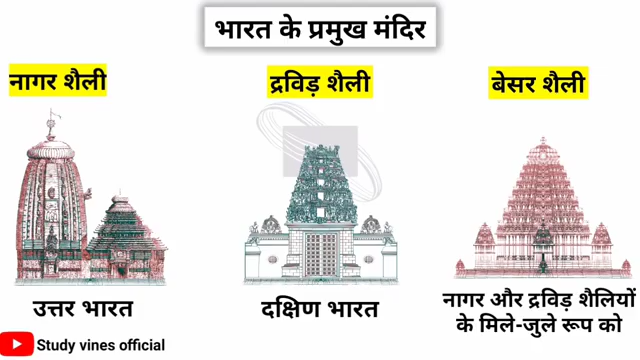 भारत के प्रमुख मंदिर
नागर शैली
द्रविड़ शैली
बेसर शैली
उत्तर भारत
दक्षिण भारत
नागर और द्रविड़ शैलियों
के मिले-जुले रूप को
Study vines official